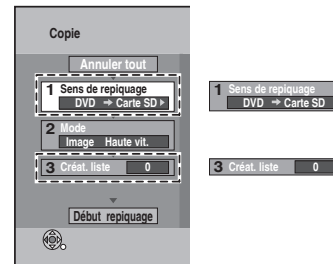 Copie
Annuler tout
1 Sens de repiquage
DVD → Carte SD
2 Mode
Image Haute vit.
3 Créat. liste 0
Début repiquage
1 Sens de repiquage
DVD → Carte SD
3 Créat. liste 0